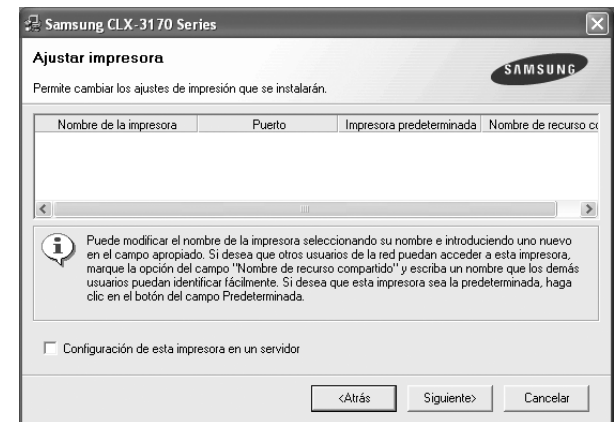 Samsung CLX-3170 Series
Ajustar impresora
SAMSUNG
Permite cambiar los ajustes de impresión que se instalarán.
Nombre de la impresora Puerto Impresora predeterminada Nombre de recurso co
Puede modificar el nombre de la impresora seleccionando su nombre e introduciendo uno nuevo
en el campo apropiado. Si desea que otros usuarios de la red puedan acceder a esta impresora,
marque la opción del campo "Nombre de recurso compartido" y escriba un nombre que los demás
usuarios puedan identificar fácilmente. Si desea que esta impresora sea la predeterminada, haga
clic en el botón del campo Predeterminada.
Configuración de esta impresora en un servidor
<Atrás Siguiente> Cancelar